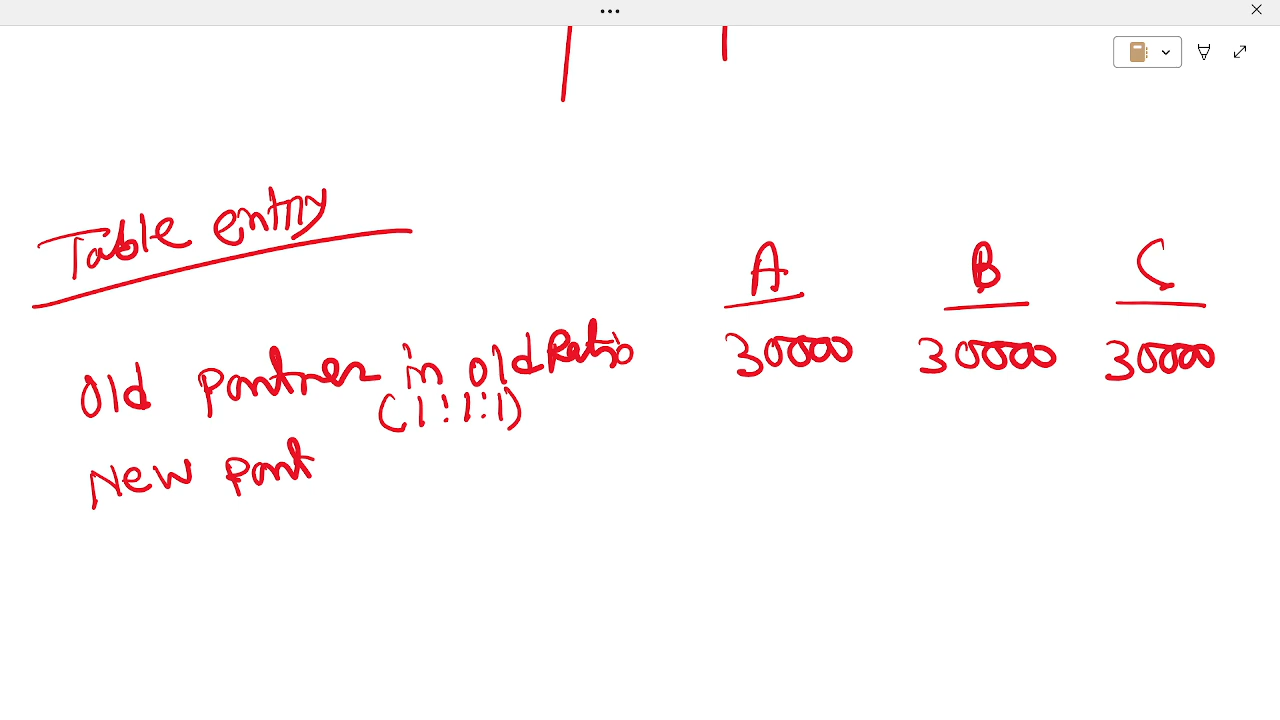 Table entry
A B C
Old partner in old Ratio 30000 30000 30000
(1:1:1)
New part